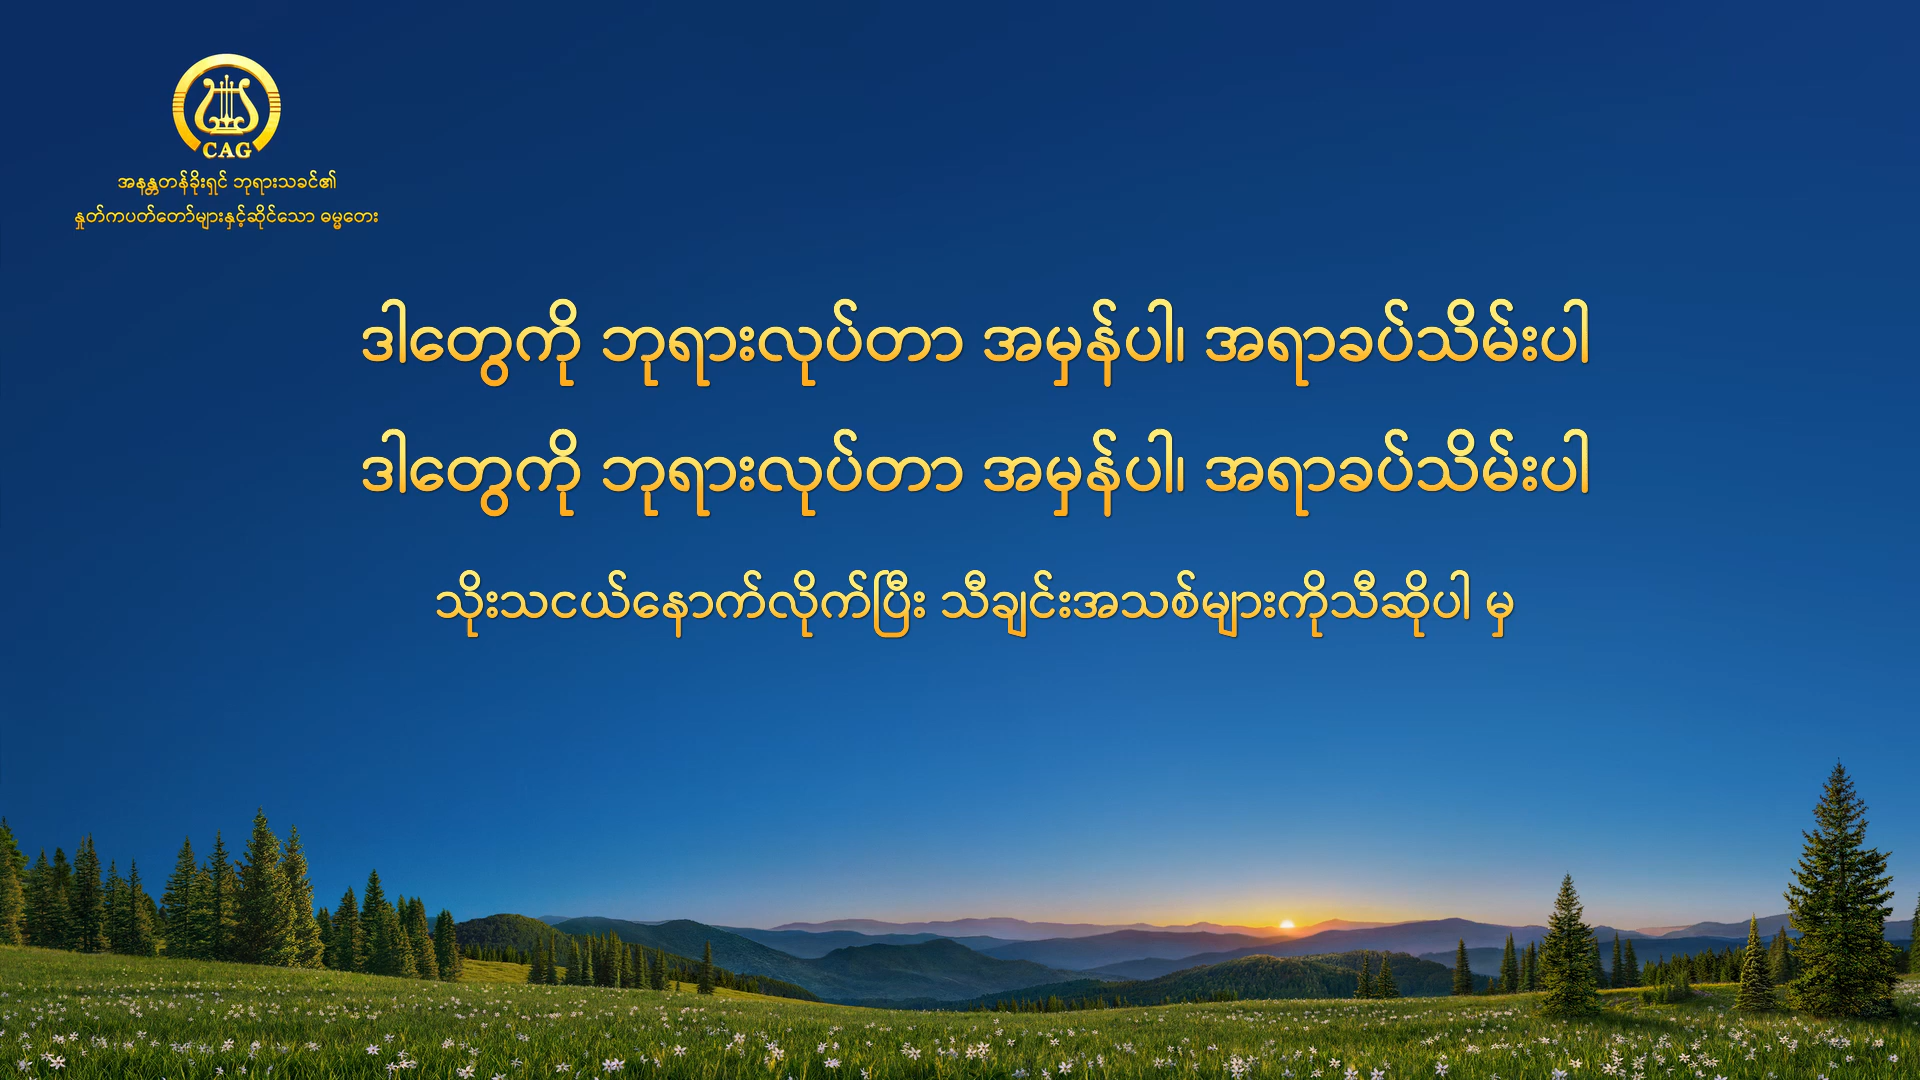 CAG
အနန္တတန်ခိုးရှင် ဘုရားသခင်၏
နှုတ်ကပတ်တော်များနှင့်ဆိုင်သော ဓမ္မတေး
ဒါတွေကို ဘုရားလုပ်တာ အမှန်ပါ၊ အရာခပ်သိမ်းပါ
ဒါတွေကို ဘုရားလုပ်တာ အမှန်ပါ၊ အရာခပ်သိမ်းပါ
သိုးသငယ်နောက်လိုက်ပြီး သီချင်းအသစ်များကိုသီဆိုပါ မှ